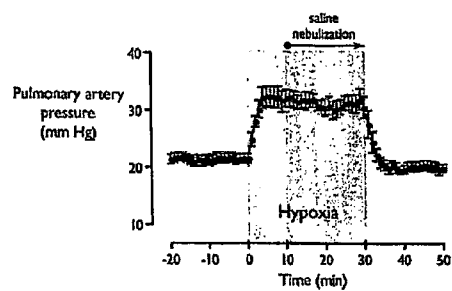 saline
nebulization
40
Pulmonary artery
pressure
(mm Hg)
30
20
10
Hypoxia
-20 -10 0 10 20 30 40 50
Time (min)